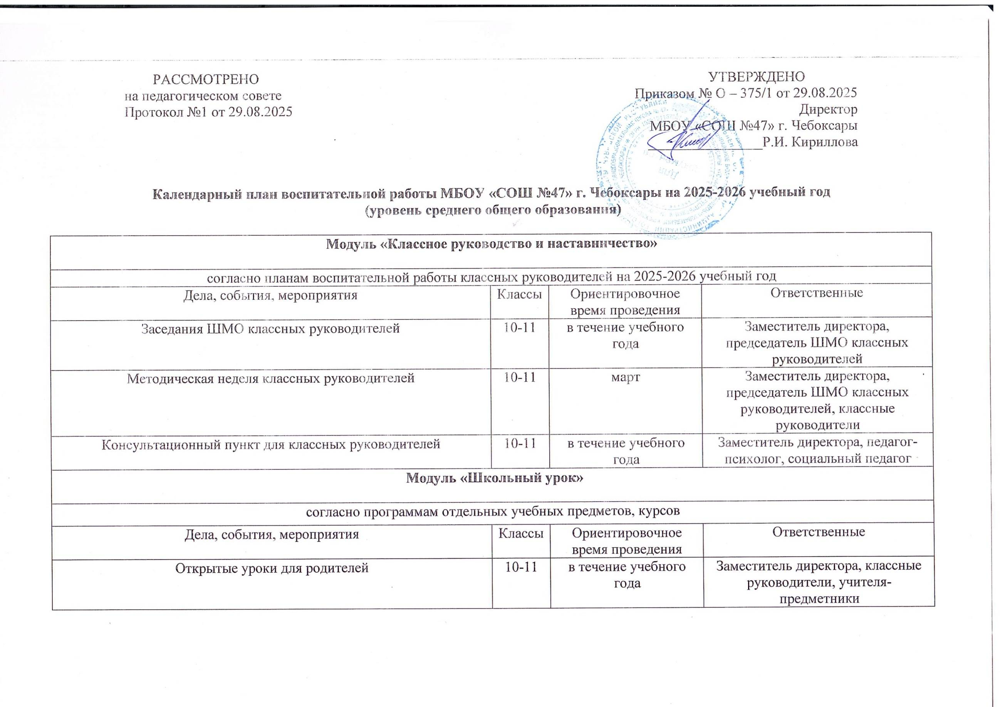 РАССМОТРЕНО
на педагогическом совете
Протокол №1 от 29.08.2025
УТВЕРЖДЕНО
Приказом № О – 375/1 от 29.08.2025
Директор
МБОУ «СОШ №47» г. Чебоксары
Р.И. Кириллова
Календарный план воспитательной работы МБОУ «СОШ №47» г. Чебоксары на 2025-2026 учебный год
(уровень среднего общего образования)
Модуль «Классное руководство и наставничество»
согласно планам воспитательной работы классных руководителей на 2025-2026 учебный год
Дела, события, мероприятия
Классы
Ориентировочное
время проведения
Ответственные
Заседания ШМО классных руководителей
10-11
в течение учебного
года
Заместитель директора,
председатель ШМО классных
руководителей
Методическая неделя классных руководителей
10-11
март
Заместитель директора,
председатель ШМО классных
руководителей, классные
руководители
Консультационный пункт для классных руководителей
10-11
в течение учебного
года
Заместитель директора, педагог-
психолог, социальный педагог
Модуль «Школьный урок»
согласно программам отдельных учебных предметов, курсов
Дела, события, мероприятия
Классы
Ориентировочное
время проведения
Ответственные
Открытые уроки для родителей
10-11
в течение учебного
года
Заместитель директора, классные
руководители, учителя-
предметники